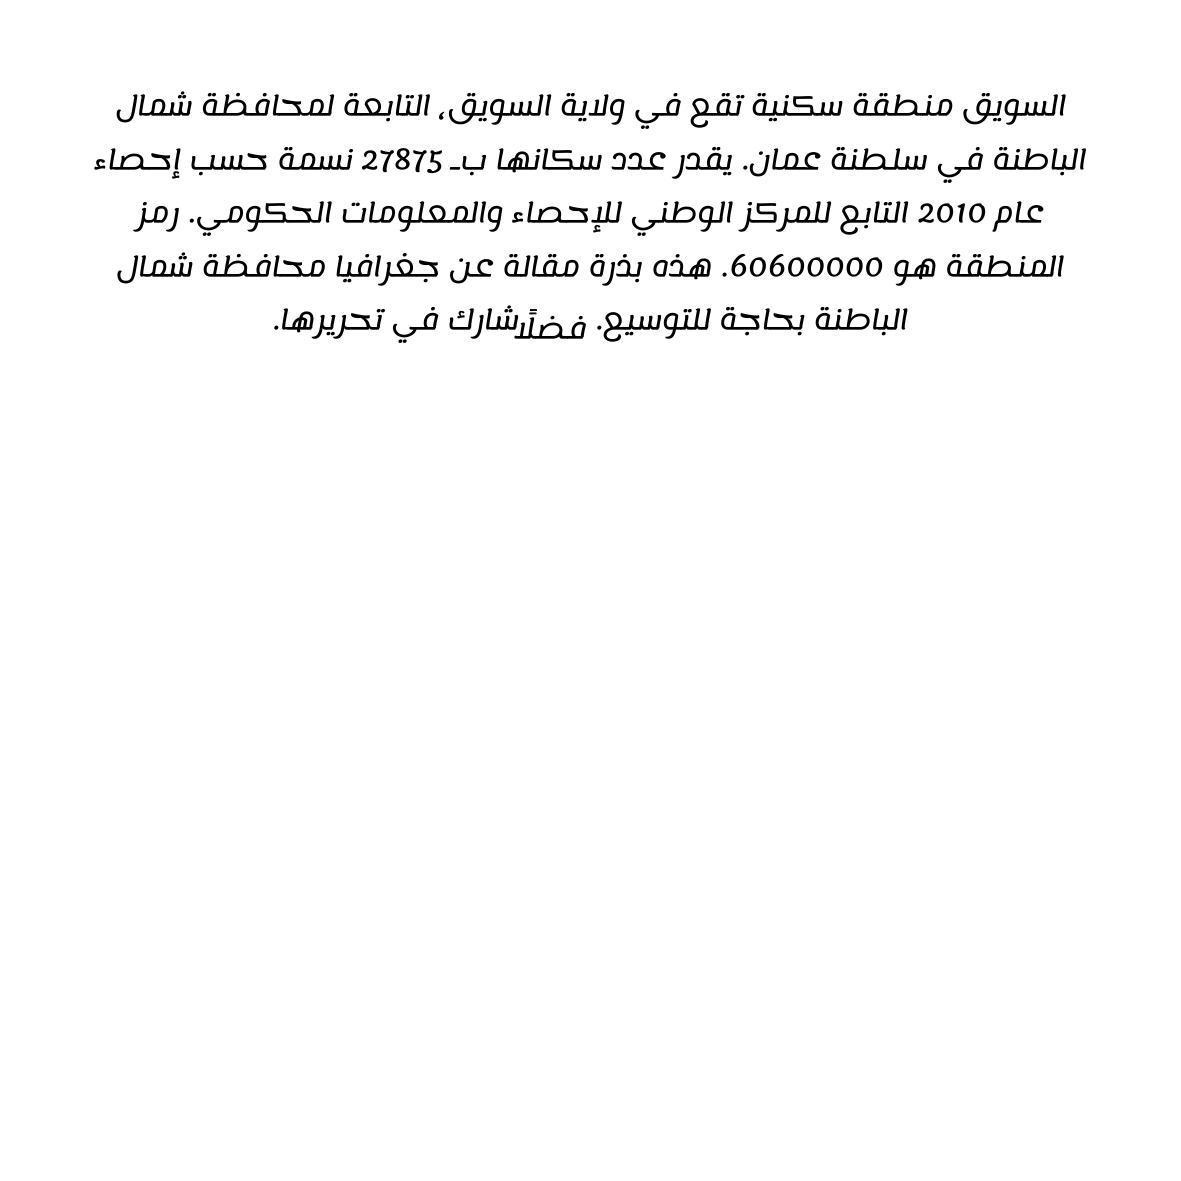 السويق منطقة سكنية تقع في ولاية السويق، التابعة لمحافظة شمال
الباطنة في سلطنة عمان. يقدر عدد سكانها بـ 27875 نسمة حسب إحصاء
عام 2010 التابع للمركز الوطني للإحصاء والمعلومات الحكومي. رمز
المنطقة هو 60600000. هذه بذرة مقالة عن جغرافيا محافظة شمال
الباطنة بحاجة للتوسيع. فضلًا شارك في تحريرها.